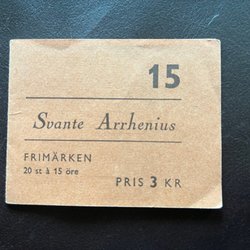 15
Svante Arrhenius
FRIMÄRKEN
20 st à 15 öre
PRIS 3 KR